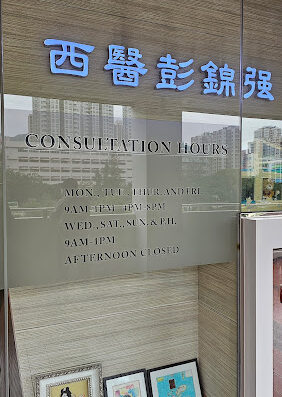 西醫彭錦强
CONSULTATION HOURS
MON., TUE., THUR. AND FRI.
9AM-1PM 4PM-8PM
WED., SAT., SUN. & P.H.
9AM-1PM
AFTERNOON CLOSED